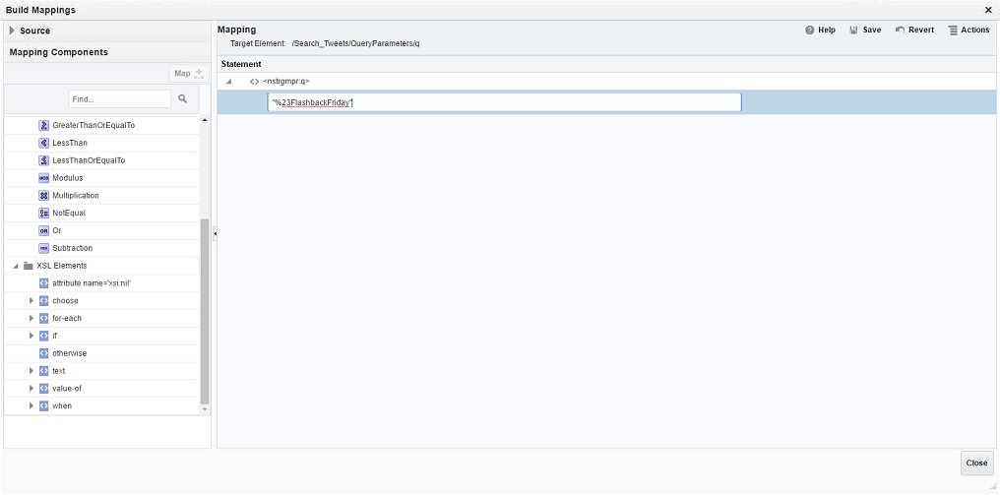 Build Mappings
Source
Mapping Components
Map
Find...
GreaterThanOrEqualTo
LessThan
LessThanOrEqualTo
Modulus
Multiplication
NotEqual
Or
Subtraction
XSL Elements
attribute name='xsi:nil'
choose
for-each
if
otherwise
text
value-of
when
Mapping
Help Save Revert Actions
Target Element: /Search_Tweets/QueryParameters/q
Statement
<> <nstrgmpr:q>
"%23FlashbackFriday"
Close